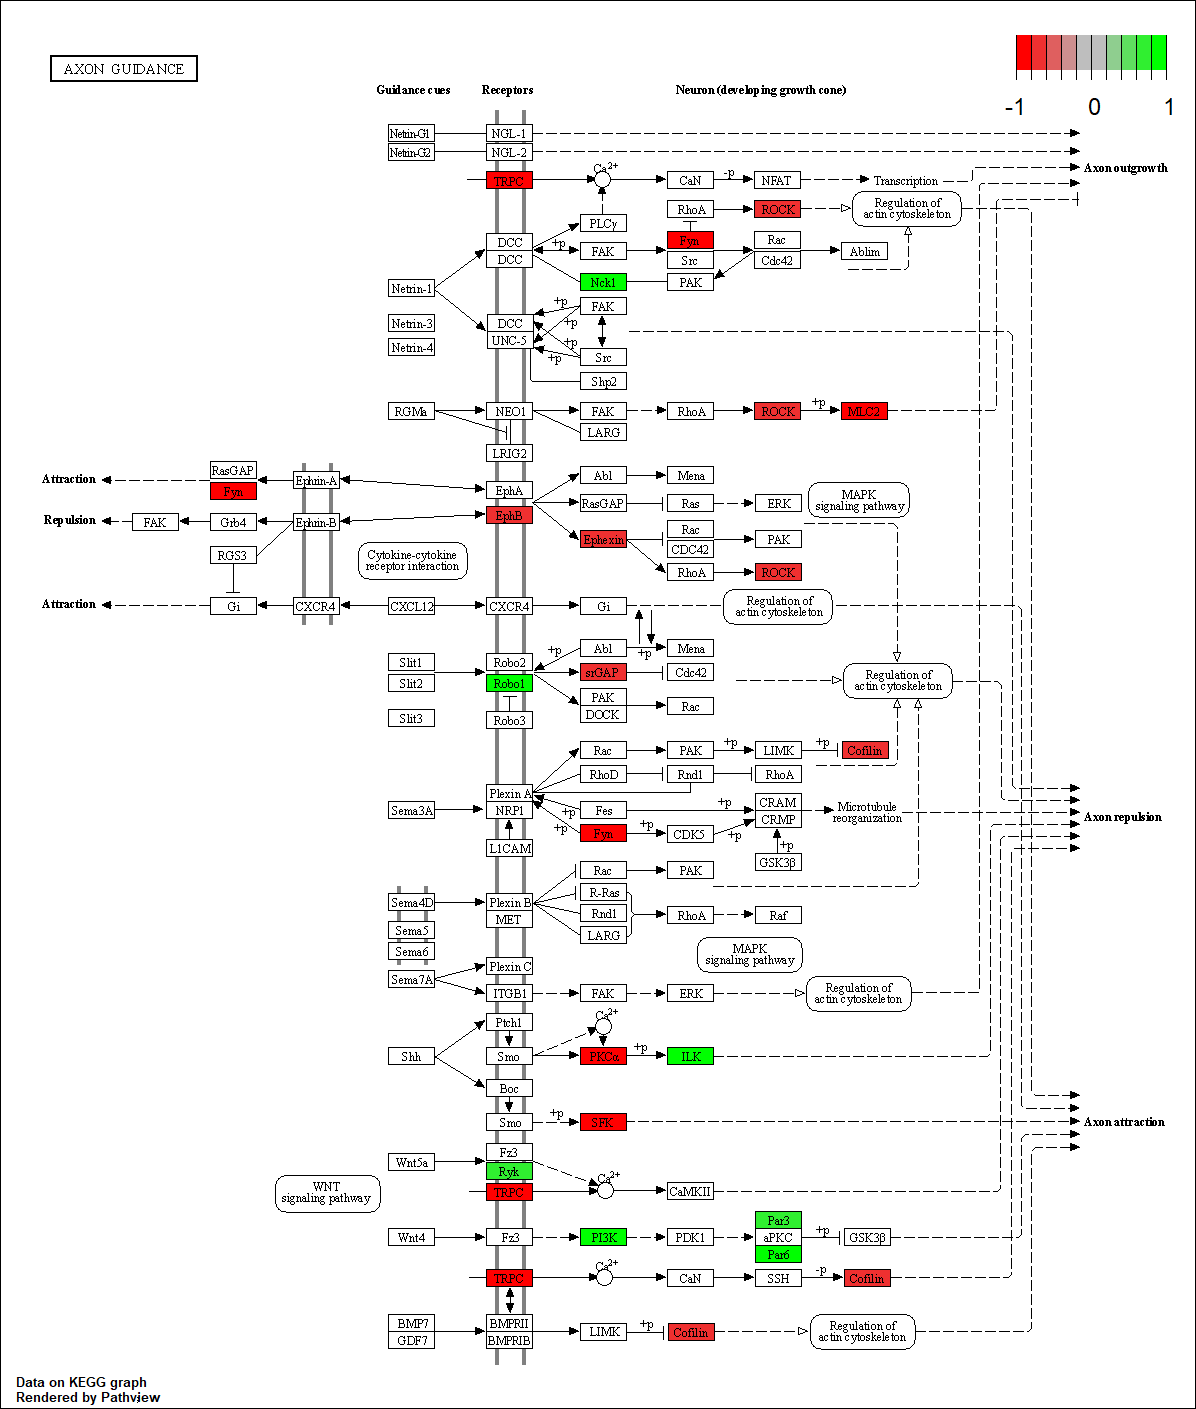 AXON GUIDANCE
-1 0 1
Guidance cues Receptors Neuron (developing growth cone)
Netrin-G1 NGL-1
Netrin-G2 NGL-2
Axon outgrowth
TRPC Ca2+ CaN -p NFAT Transcription
RhoA ROCK Regulation of
actin cytoskeleton
PLCγ
DCC +p FAK Fyn Rac Ablim
DCC Src Cdc42
Netrin-1 Nck1 PAK
+p FAK
Netrin-3 DCC +p
UNC-5 +p
Netrin-4 +p Src
Shp2
RGMa NEO1 FAK RhoA ROCK +p MLC2
LARG
LRIG2
RasGAP Abl Mena
Attraction Ephrin-A
Fyn EphA MAPK
signaling pathway
RasGAP Ras ERK
Repulsion FAK Grb4 Ephrin-B EphB
Rac
Ephexin CDC42 PAK
RGS3 Cytokine-cytokine
receptor interaction
RhoA ROCK
Attraction Gi CXCR4 CXCL12 CXCR4 Gi Regulation of
actin cytoskeleton
+p Abl +p Mena
Slit1 Robo2 srGAP Cdc42
Slit2 Robo1 Regulation of
actin cytoskeleton
PAK
DOCK Rac
Slit3 Robo3
Rac PAK +p LIMK +p Cofilin
RhoD Rnd1 RhoA
Plexin A
Sema3A NRP1 Fes +p CRAM Microtubule
reorganization
CRMP
Axon repulsion
+p Fyn +p CDK5 +p
L1CAM +p
GSK3β
Rac PAK
Sema4D Plexin B R-Ras
MET Rnd1 RhoA Raf
Sema5 LARG
Sema6 MAPK
signaling pathway
Sema7A Plexin C
ITGB1 FAK ERK Regulation of
actin cytoskeleton
Ptch1 Ca2+
Shh Smo PKCα +p ILK
Boc
Smo +p SFK Axon attraction
Fz3
Wnt5a Ryk Ca2+
WNT
signaling pathway
TRPC CaMKII
Par3
Wnt4 Fz3 PI3K PDK1 aPKC +p GSK3β
Par6
TRPC Ca2+ CaN SSH -p Cofilin
BMP7 BMPRII
GDF7 BMPRIB LIMK +p Cofilin Regulation of
actin cytoskeleton
Data on KEGG graph
Rendered by Pathview